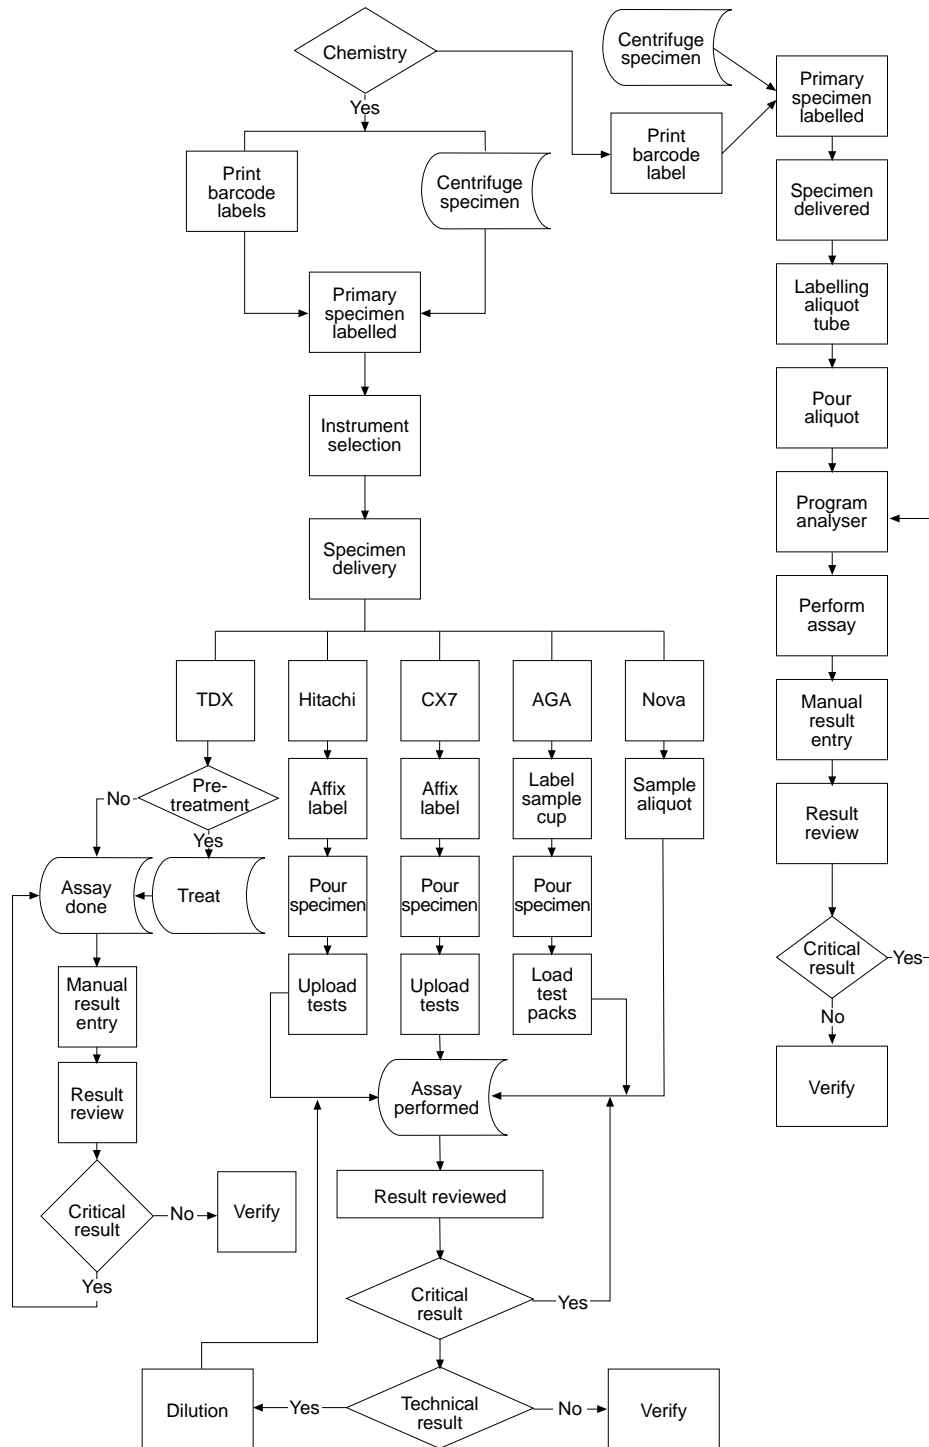 Chemistry
Yes
Centrifuge
specimen
Primary
specimen
labelled
Print
barcode
label
Print
barcode
labels
Centrifuge
specimen
Specimen
delivered
Primary
specimen
labelled
Labelling
aliquot
tube
Instrument
selection
Pour
aliquot
Program
analyser
Specimen
delivery
Perform
assay
TDX
Hitachi
CX7
AGA
Nova
Manual
result
entry
Pre-
treatment
No
Yes
Affix
label
Affix
label
Label
sample
cup
Sample
aliquot
Result
review
Assay
done
Treat
Pour
specimen
Pour
specimen
Pour
specimen
Critical
result
Yes
No
Manual
result
entry
Upload
tests
Upload
tests
Load
test
packs
Verify
Result
review
Assay
performed
Critical
result
No
Verify
Yes
Result reviewed
Critical
result
Yes
Dilution
Yes
Technical
result
No
Verify